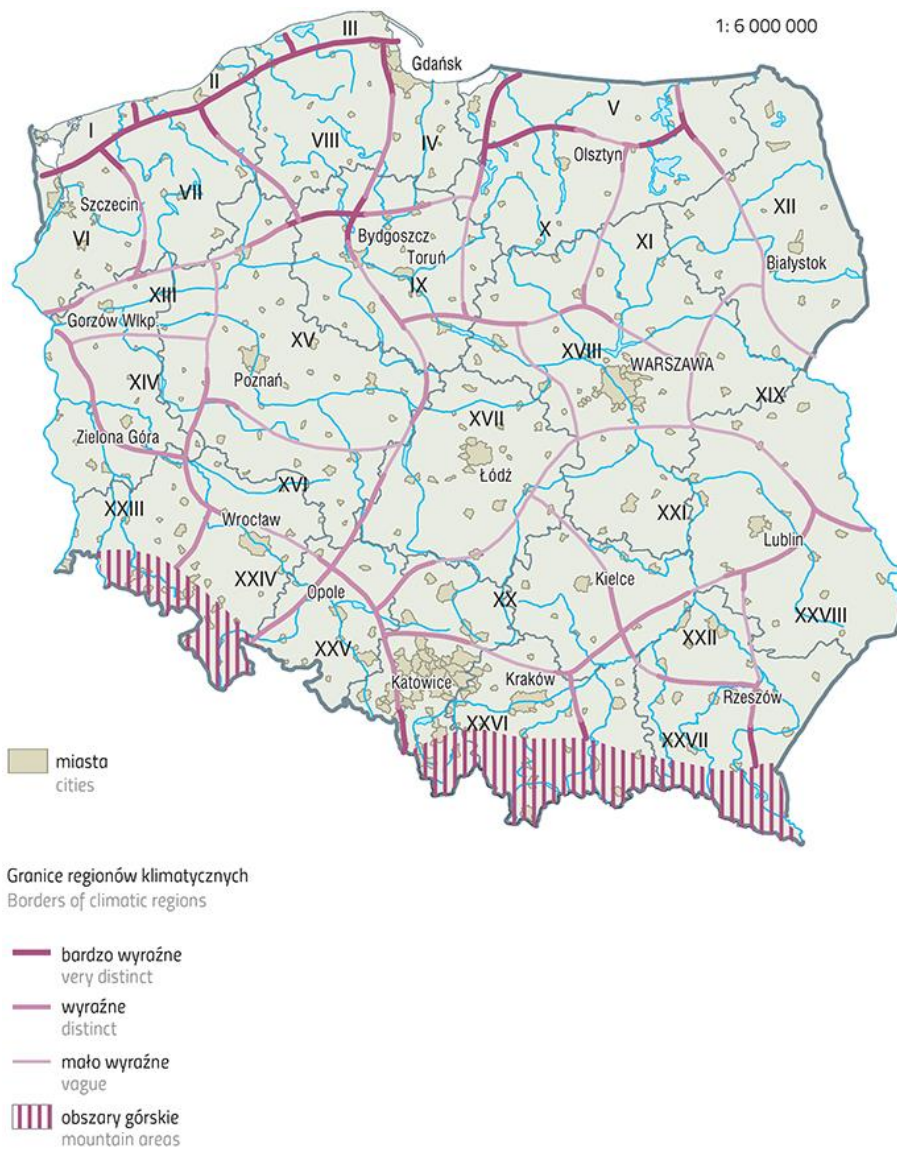 1: 6 000 000
III
Gdańsk
II
I
V
VIII
IV
Olsztyn
VII
Szczecin
XII
VI
Bydgoszcz
X
XI
Toruń
Białystok
IX
XIII
Gorzów Wlkp.
XV
XVIII
WARSZAWA
XIV
Poznań
XIX
XVII
Zielona Góra
Łódź
XVI
XXIII
Wrocław
XXI
Lublin
XXIV
Kielce
Opole
XX
XXVIII
XXII
XXV
Katowice
Kraków
Rzeszów
XXVI
XXVII
miasta
cities
Granice regionów klimatycznych
Borders of climatic regions
bardzo wyraźne
very distinct
wyraźne
distinct
mało wyraźne
vague
obszary górskie
mountain areas